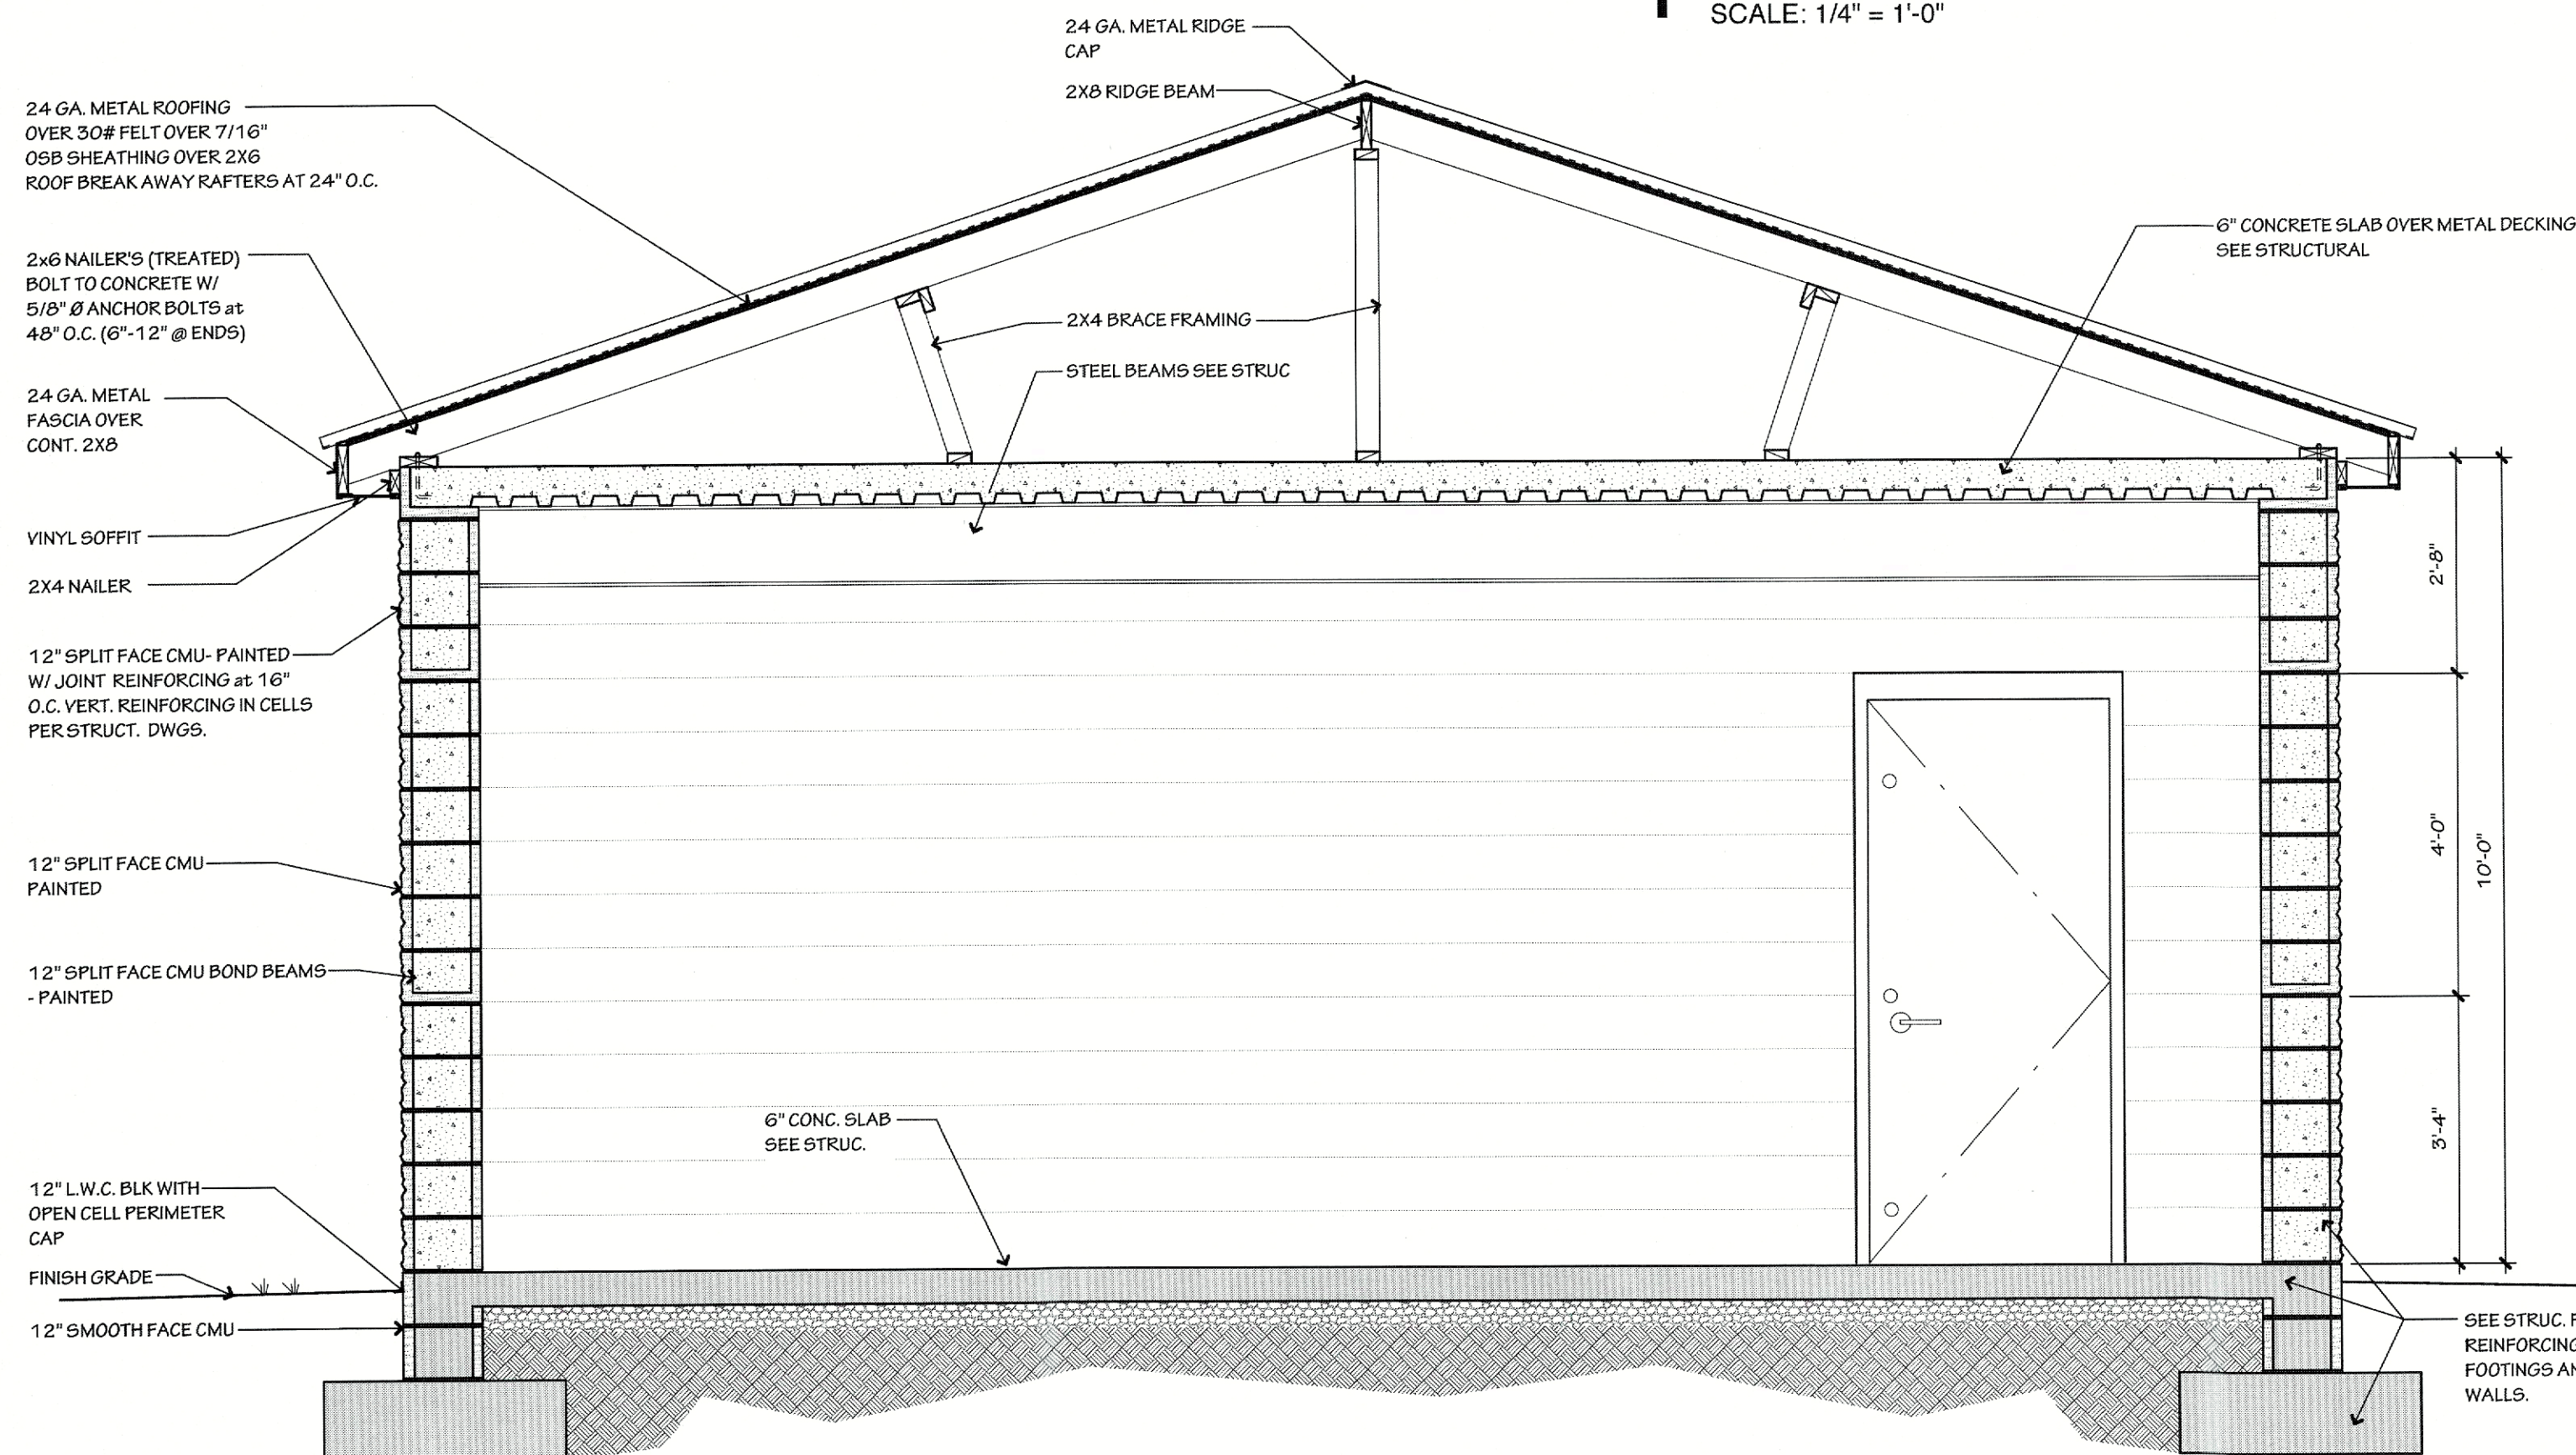 SCALE: 1/4" = 1'-0"
24 GA. METAL RIDGE
CAP
2X8 RIDGE BEAM
24 GA. METAL ROOFING
OVER 30# FELT OVER 7/16"
OSB SHEATHING OVER 2X6
ROOF BREAK AWAY RAFTERS AT 24" O.C.
6" CONCRETE SLAB OVER METAL DECKING
SEE STRUCTURAL
2x6 NAILER'S (TREATED)
BOLT TO CONCRETE W/
5/8" Ø ANCHOR BOLTS at
48" O.C. (6"-12" @ ENDS)
2X4 BRACE FRAMING
STEEL BEAMS SEE STRUC
24 GA. METAL
FASCIA OVER
CONT. 2X8
VINYL SOFFIT
2X4 NAILER
2'-8"
12" SPLIT FACE CMU- PAINTED
W/ JOINT REINFORCING at 16"
O.C. VERT. REINFORCING IN CELLS
PER STRUCT. DWGS.
4'-0"
10'-0"
12" SPLIT FACE CMU
PAINTED
12" SPLIT FACE CMU BOND BEAMS
- PAINTED
6" CONC. SLAB
SEE STRUC.
3'-4"
12" L.W.C. BLK WITH
OPEN CELL PERIMETER
CAP
FINISH GRADE
12" SMOOTH FACE CMU
SEE STRUC.
REINFORCING
FOOTINGS
WALLS.